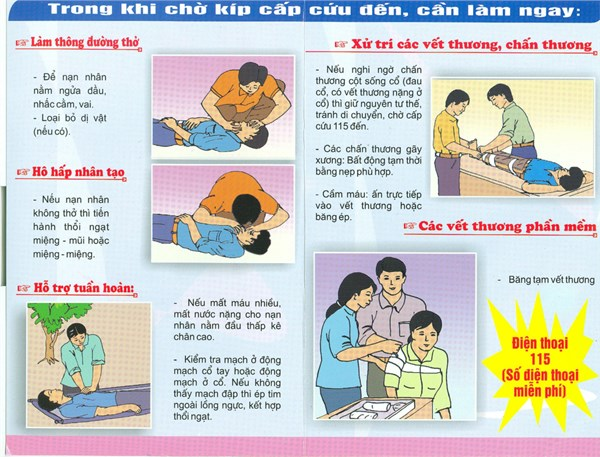 Trong khi chờ kíp cấp cứu đến, cần làm ngay:
Làm thông đường thở
- Để nạn nhân
nằm ngửa dầu,
nhắc cằm, vai.
- Loại bỏ dị vật
(nếu có).
Hô hấp nhân tạo
- Nếu nạn nhân
không thở thì tiến
hành thổi ngạt
miệng - mũi hoặc
miệng - miệng.
Hỗ trợ tuần hoàn:
- Nếu mất máu nhiều,
mất nước nặng cho nạn
nhân nằm đầu thấp kê
chân cao.
- Kiểm tra mạch ở động
mạch cổ tay hoặc động
mạch ở cổ. Nếu không
thấy mạch đập thì ép tim
ngoài lồng ngực, kết hợp
thổi ngạt.
Xử trí các vết thương, chấn thương
- Nếu nghi ngờ chấn
thương cột sống cổ (đau
cổ, có vết thương nặng ở
cổ) thì giữ nguyên tư thế,
tránh di chuyển, chờ cấp
cứu 115 đến.
- Các chấn thương gãy
xương: Bất động tạm thời
bằng nẹp phù hợp.
- Cầm máu: ấn trực tiếp
vào vết thương hoặc
băng ép.
Các vết thương phần mềm
- Băng tạm vết thương
Điện thoại
115
(Số điện thoại
miễn phí)